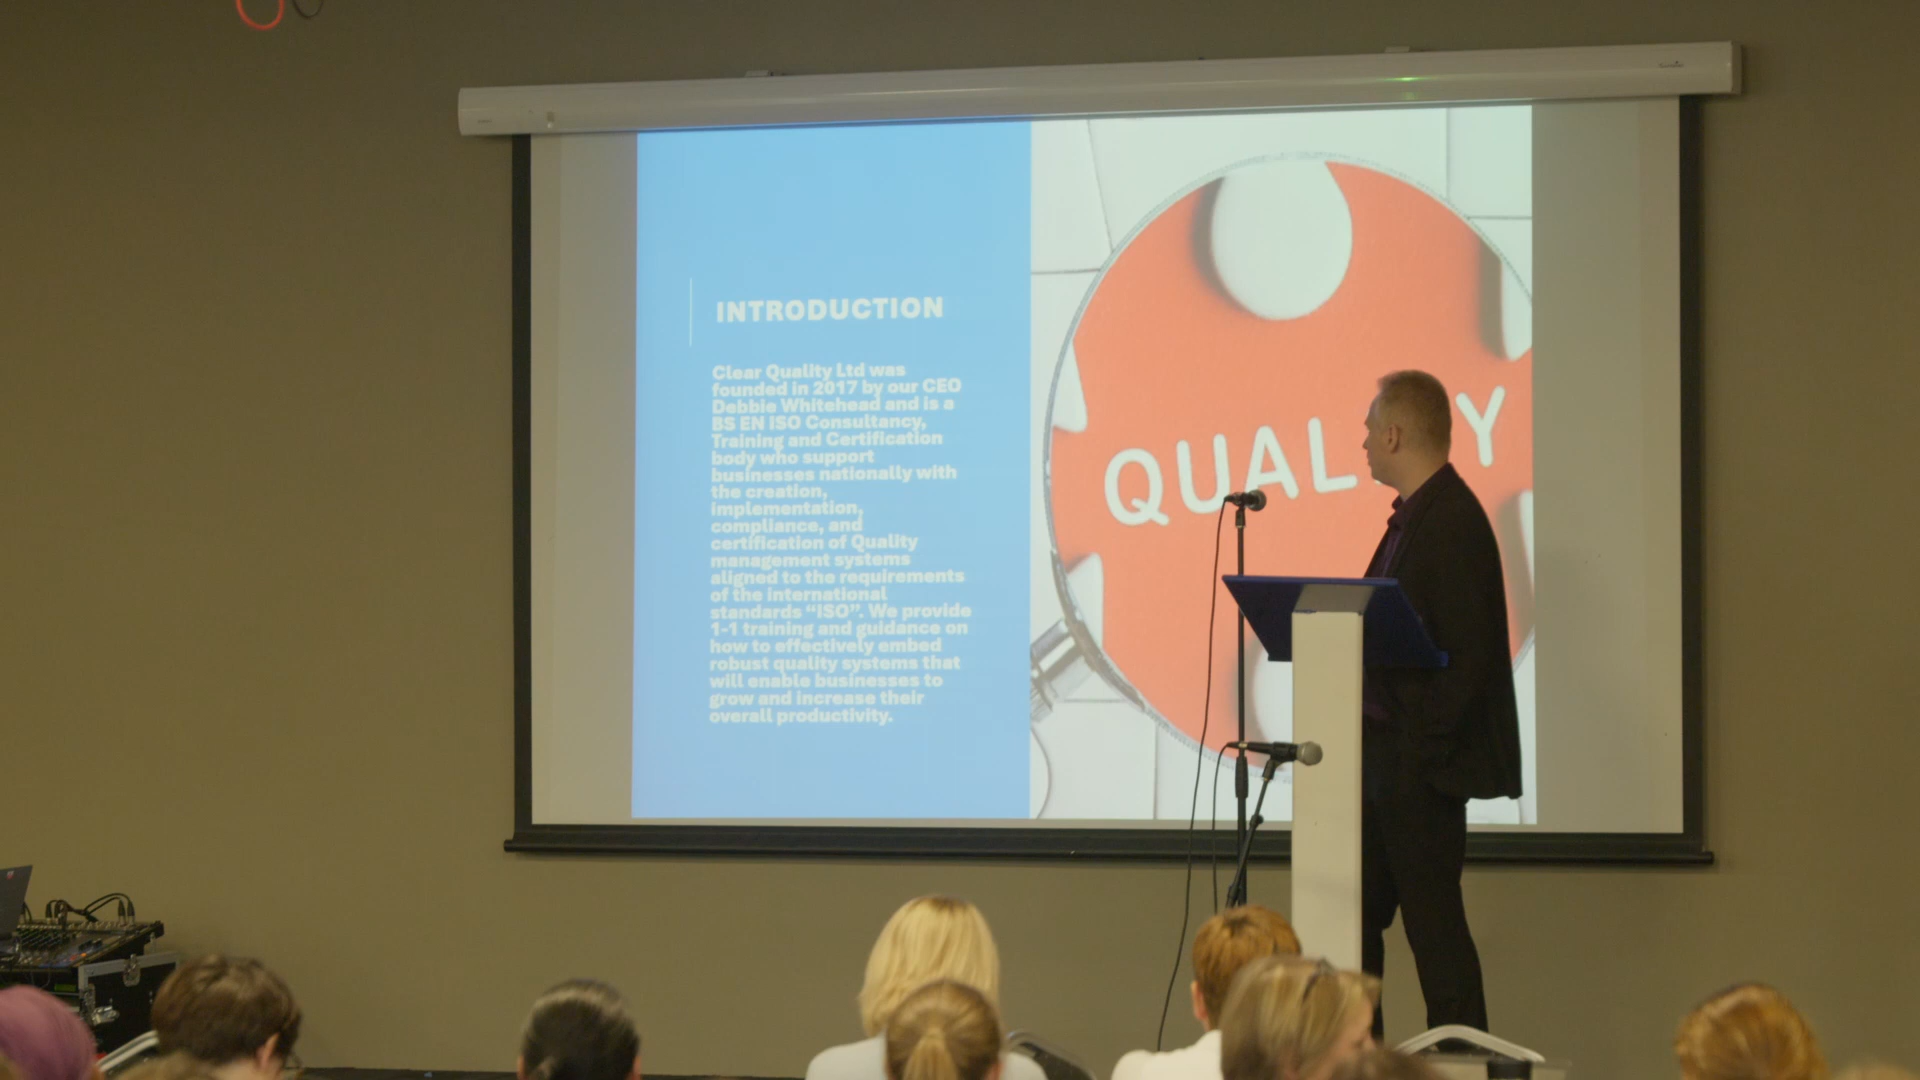 INTRODUCTION
Clear Quality Ltd was
founded in 2017 by our CEO
Debbie Whitehead and is a
BS EN ISO Consultancy,
Training and Certification
body who support
businesses nationally with
the creation,
implementation,
compliance, and
certification of Quality
management systems
aligned to the requirements
of the international
standards “ISO”. We provide
1-1 training and guidance on
how to effectively embed
robust quality systems that
will enable businesses to
grow and increase their
overall productivity.
QUAL Y